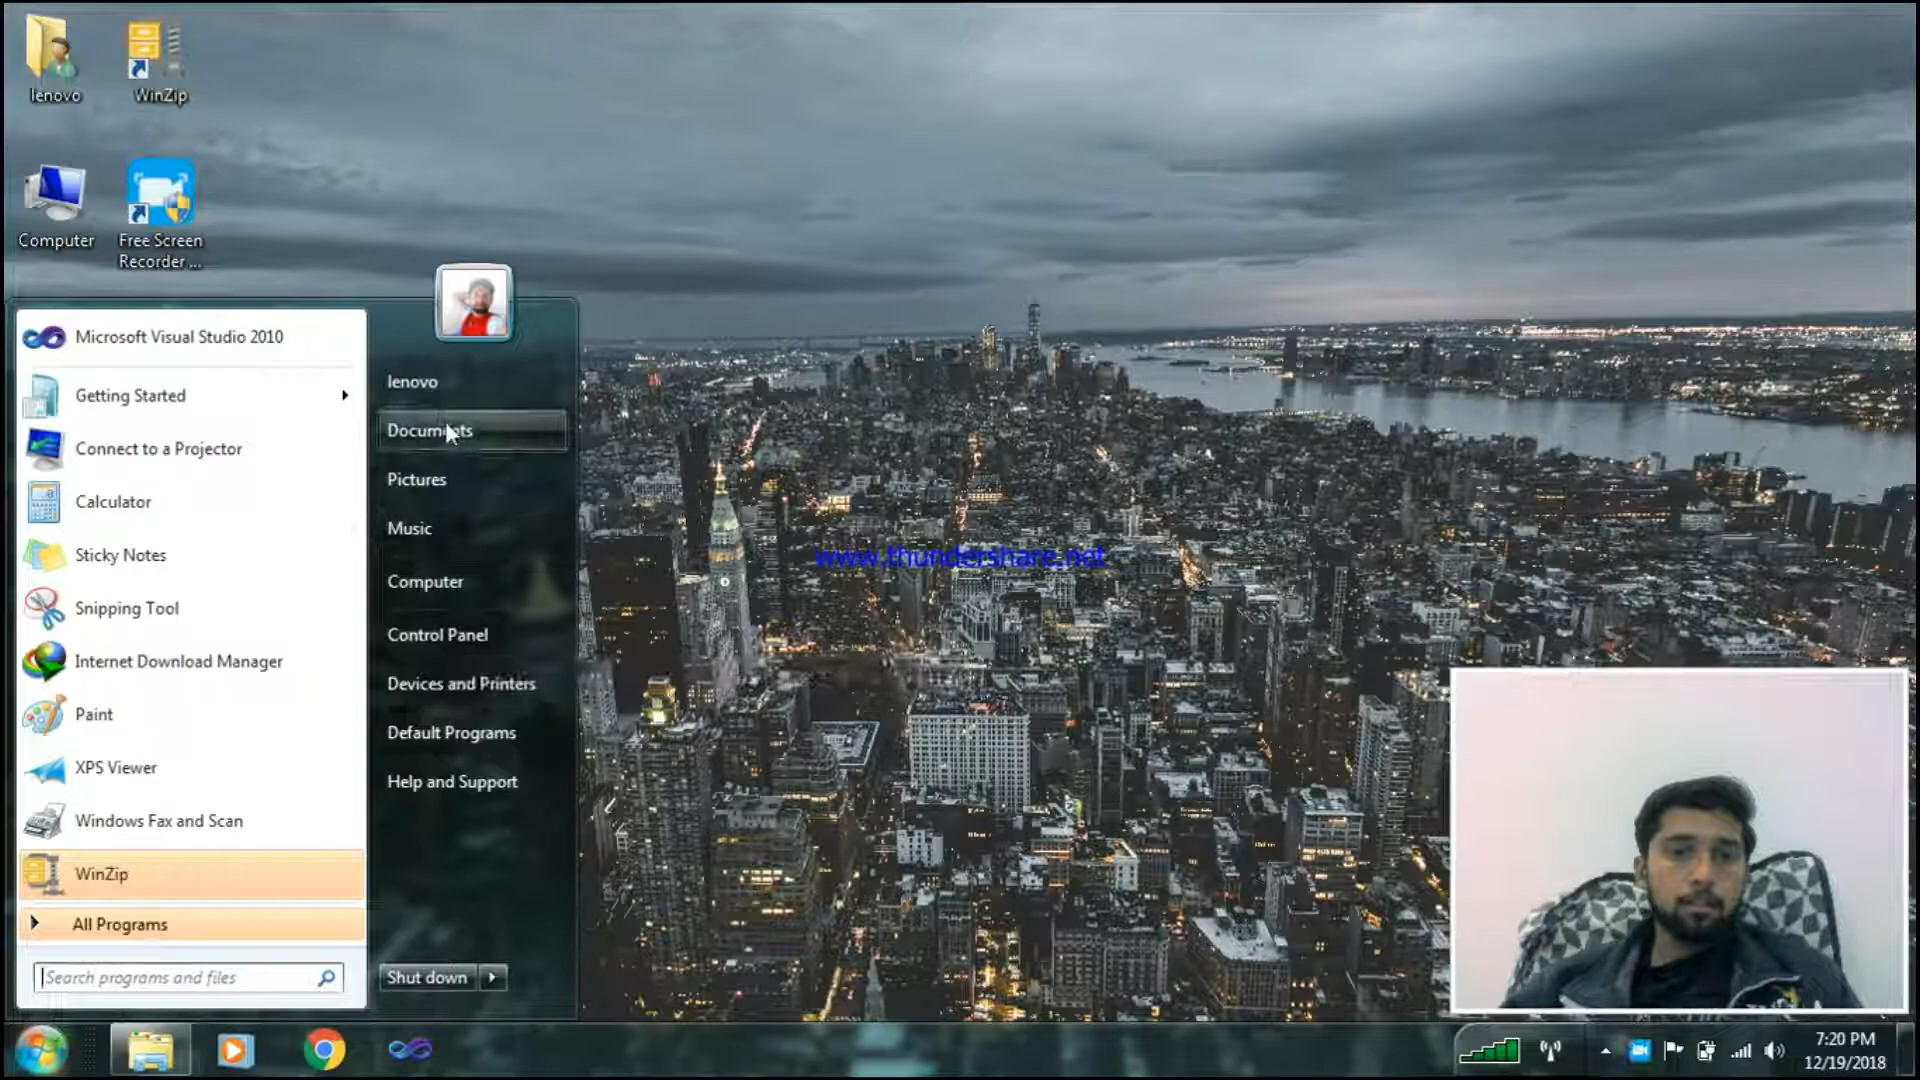 lenovo
WinZip
Computer
Free Screen
Recorder ...
Microsoft Visual Studio 2010
Getting Started
Connect to a Projector
Calculator
Sticky Notes
Snipping Tool
Internet Download Manager
Paint
XPS Viewer
Windows Fax and Scan
WinZip
All Programs
Search programs and files
lenovo
Documents
Pictures
Music
Computer
Control Panel
Devices and Printers
Default Programs
Help and Support
Shut down
www.thundershare.net
7:20 PM
12/19/2018